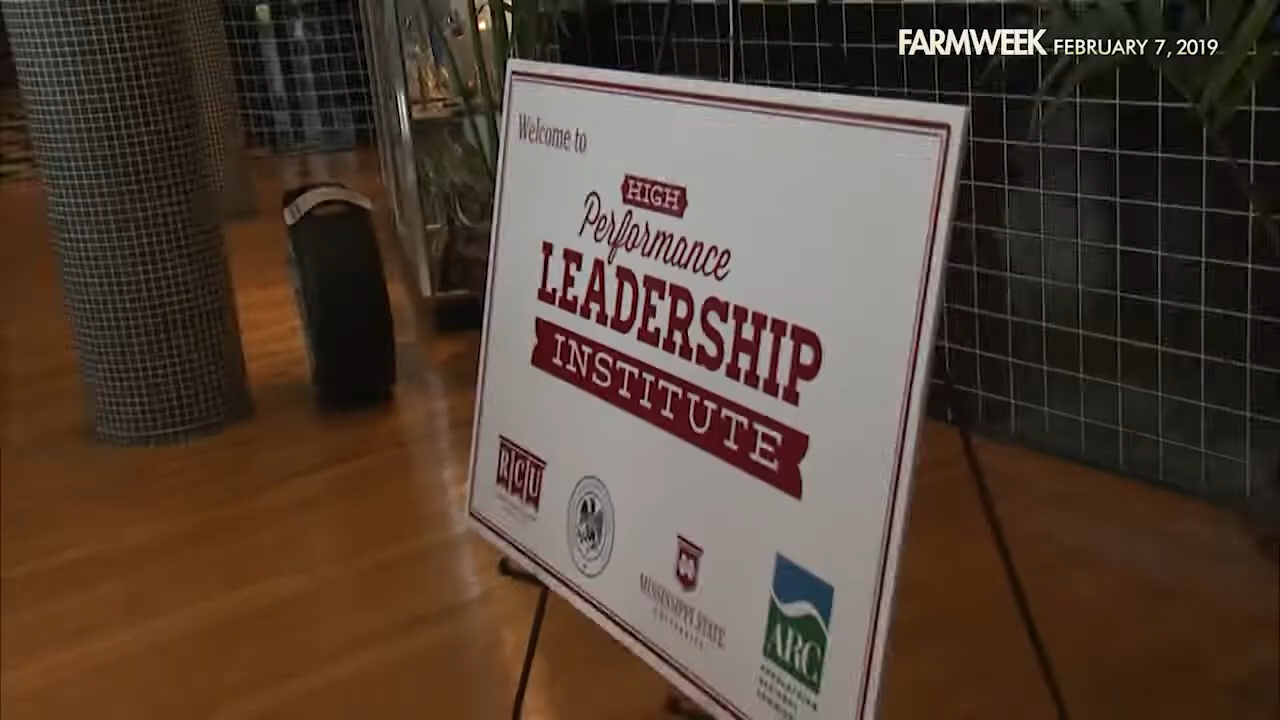 FARMWEEK FEBRUARY 7, 2019
Welcome to
HIGH
Performance
LEADERSHIP
INSTITUTE
RCU
MISSISSIPPI STATE
UNIVERSITY
ARC